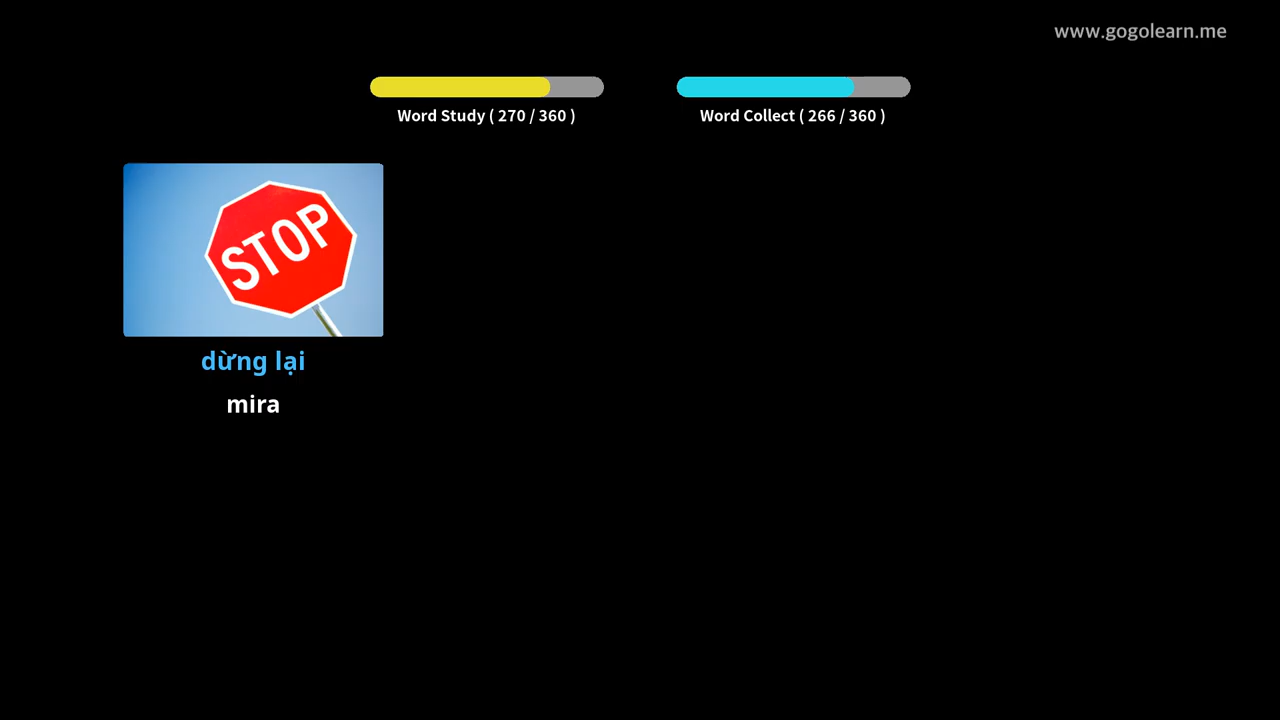 www.gogolearn.me
Word Study ( 270 / 360 )
Word Collect ( 266 / 360 )
STOP
dừng lại
mira